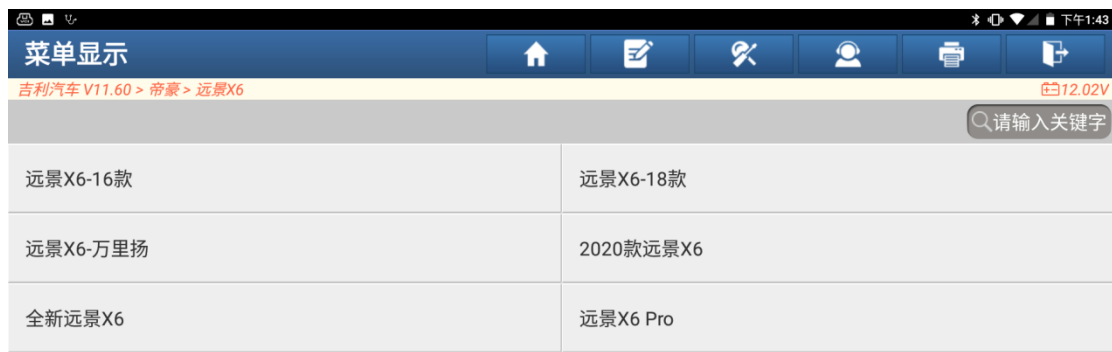 下午1:43
菜单显示
吉利汽车 V11.60 > 帝豪 > 远景X6
12.02V
请输入关键字
远景X6-16款
远景X6-18款
远景X6-万里扬
2020款远景X6
全新远景X6
远景X6 Pro